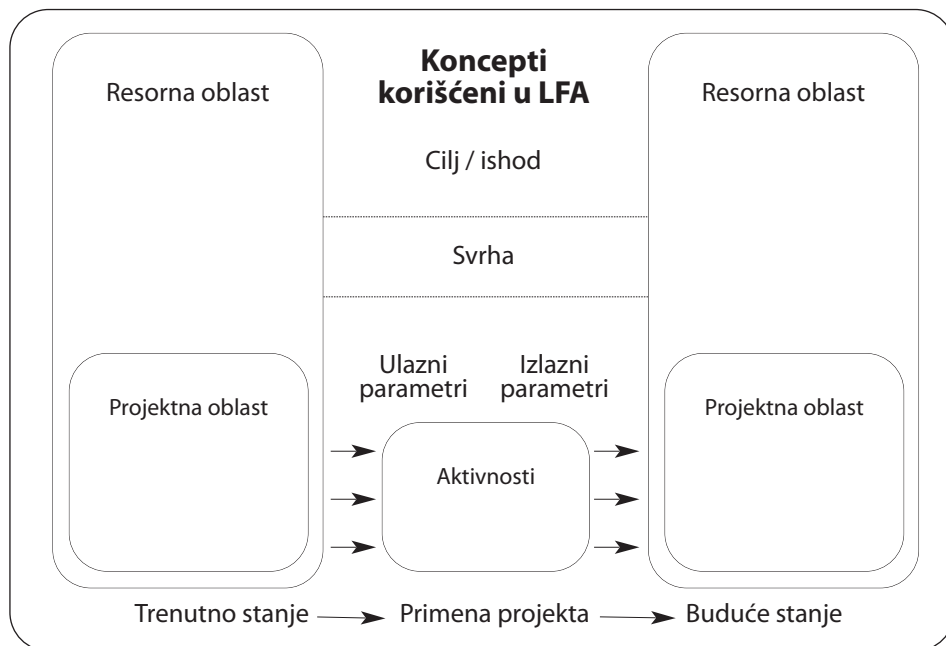 Koncepti
korišćeni u LFA
Resorna oblast
Resorna oblast
Cilj / ishod
Svrha
Ulazni
parametri
Izlazni
parametri
Projektna oblast
Projektna oblast
Aktivnosti
Trenutno stanje
Primena projekta
Buduće stanje